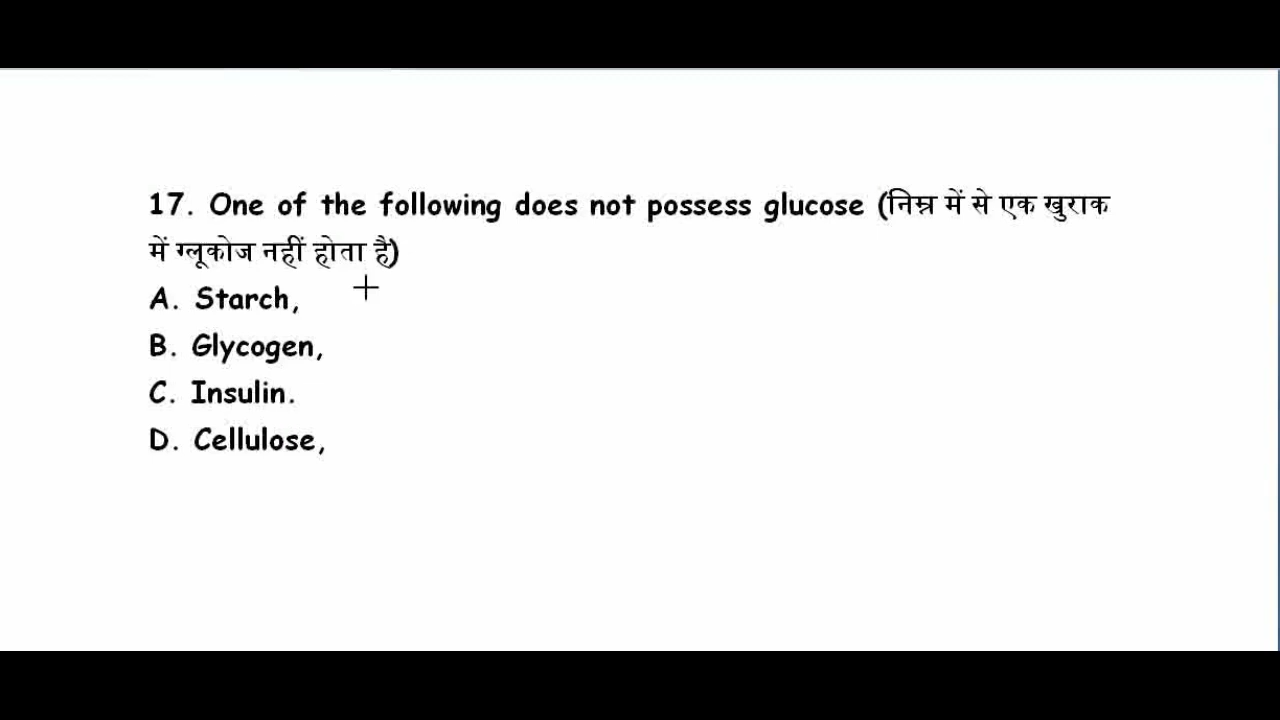 17. One of the following does not possess glucose (निम्न में से एक खुराक
में ग्लूकोज नहीं होता है)
A. Starch,
B. Glycogen,
C. Insulin.
D. Cellulose,